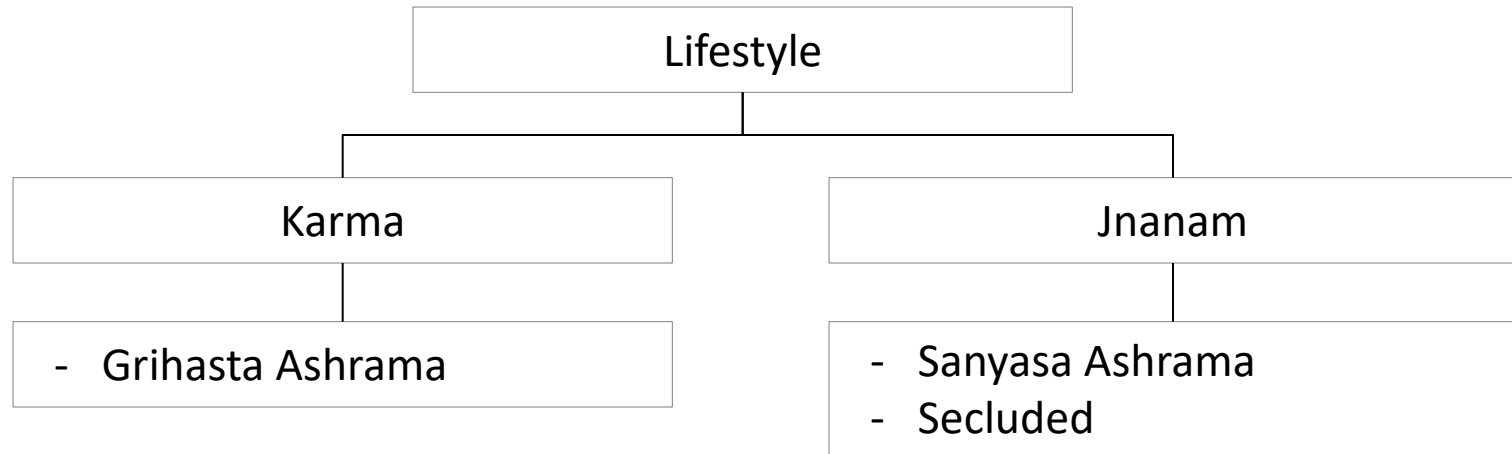 Lifestyle
Karma
Jnanam
- Grihasta Ashrama
- Sanyasa Ashrama
- Secluded